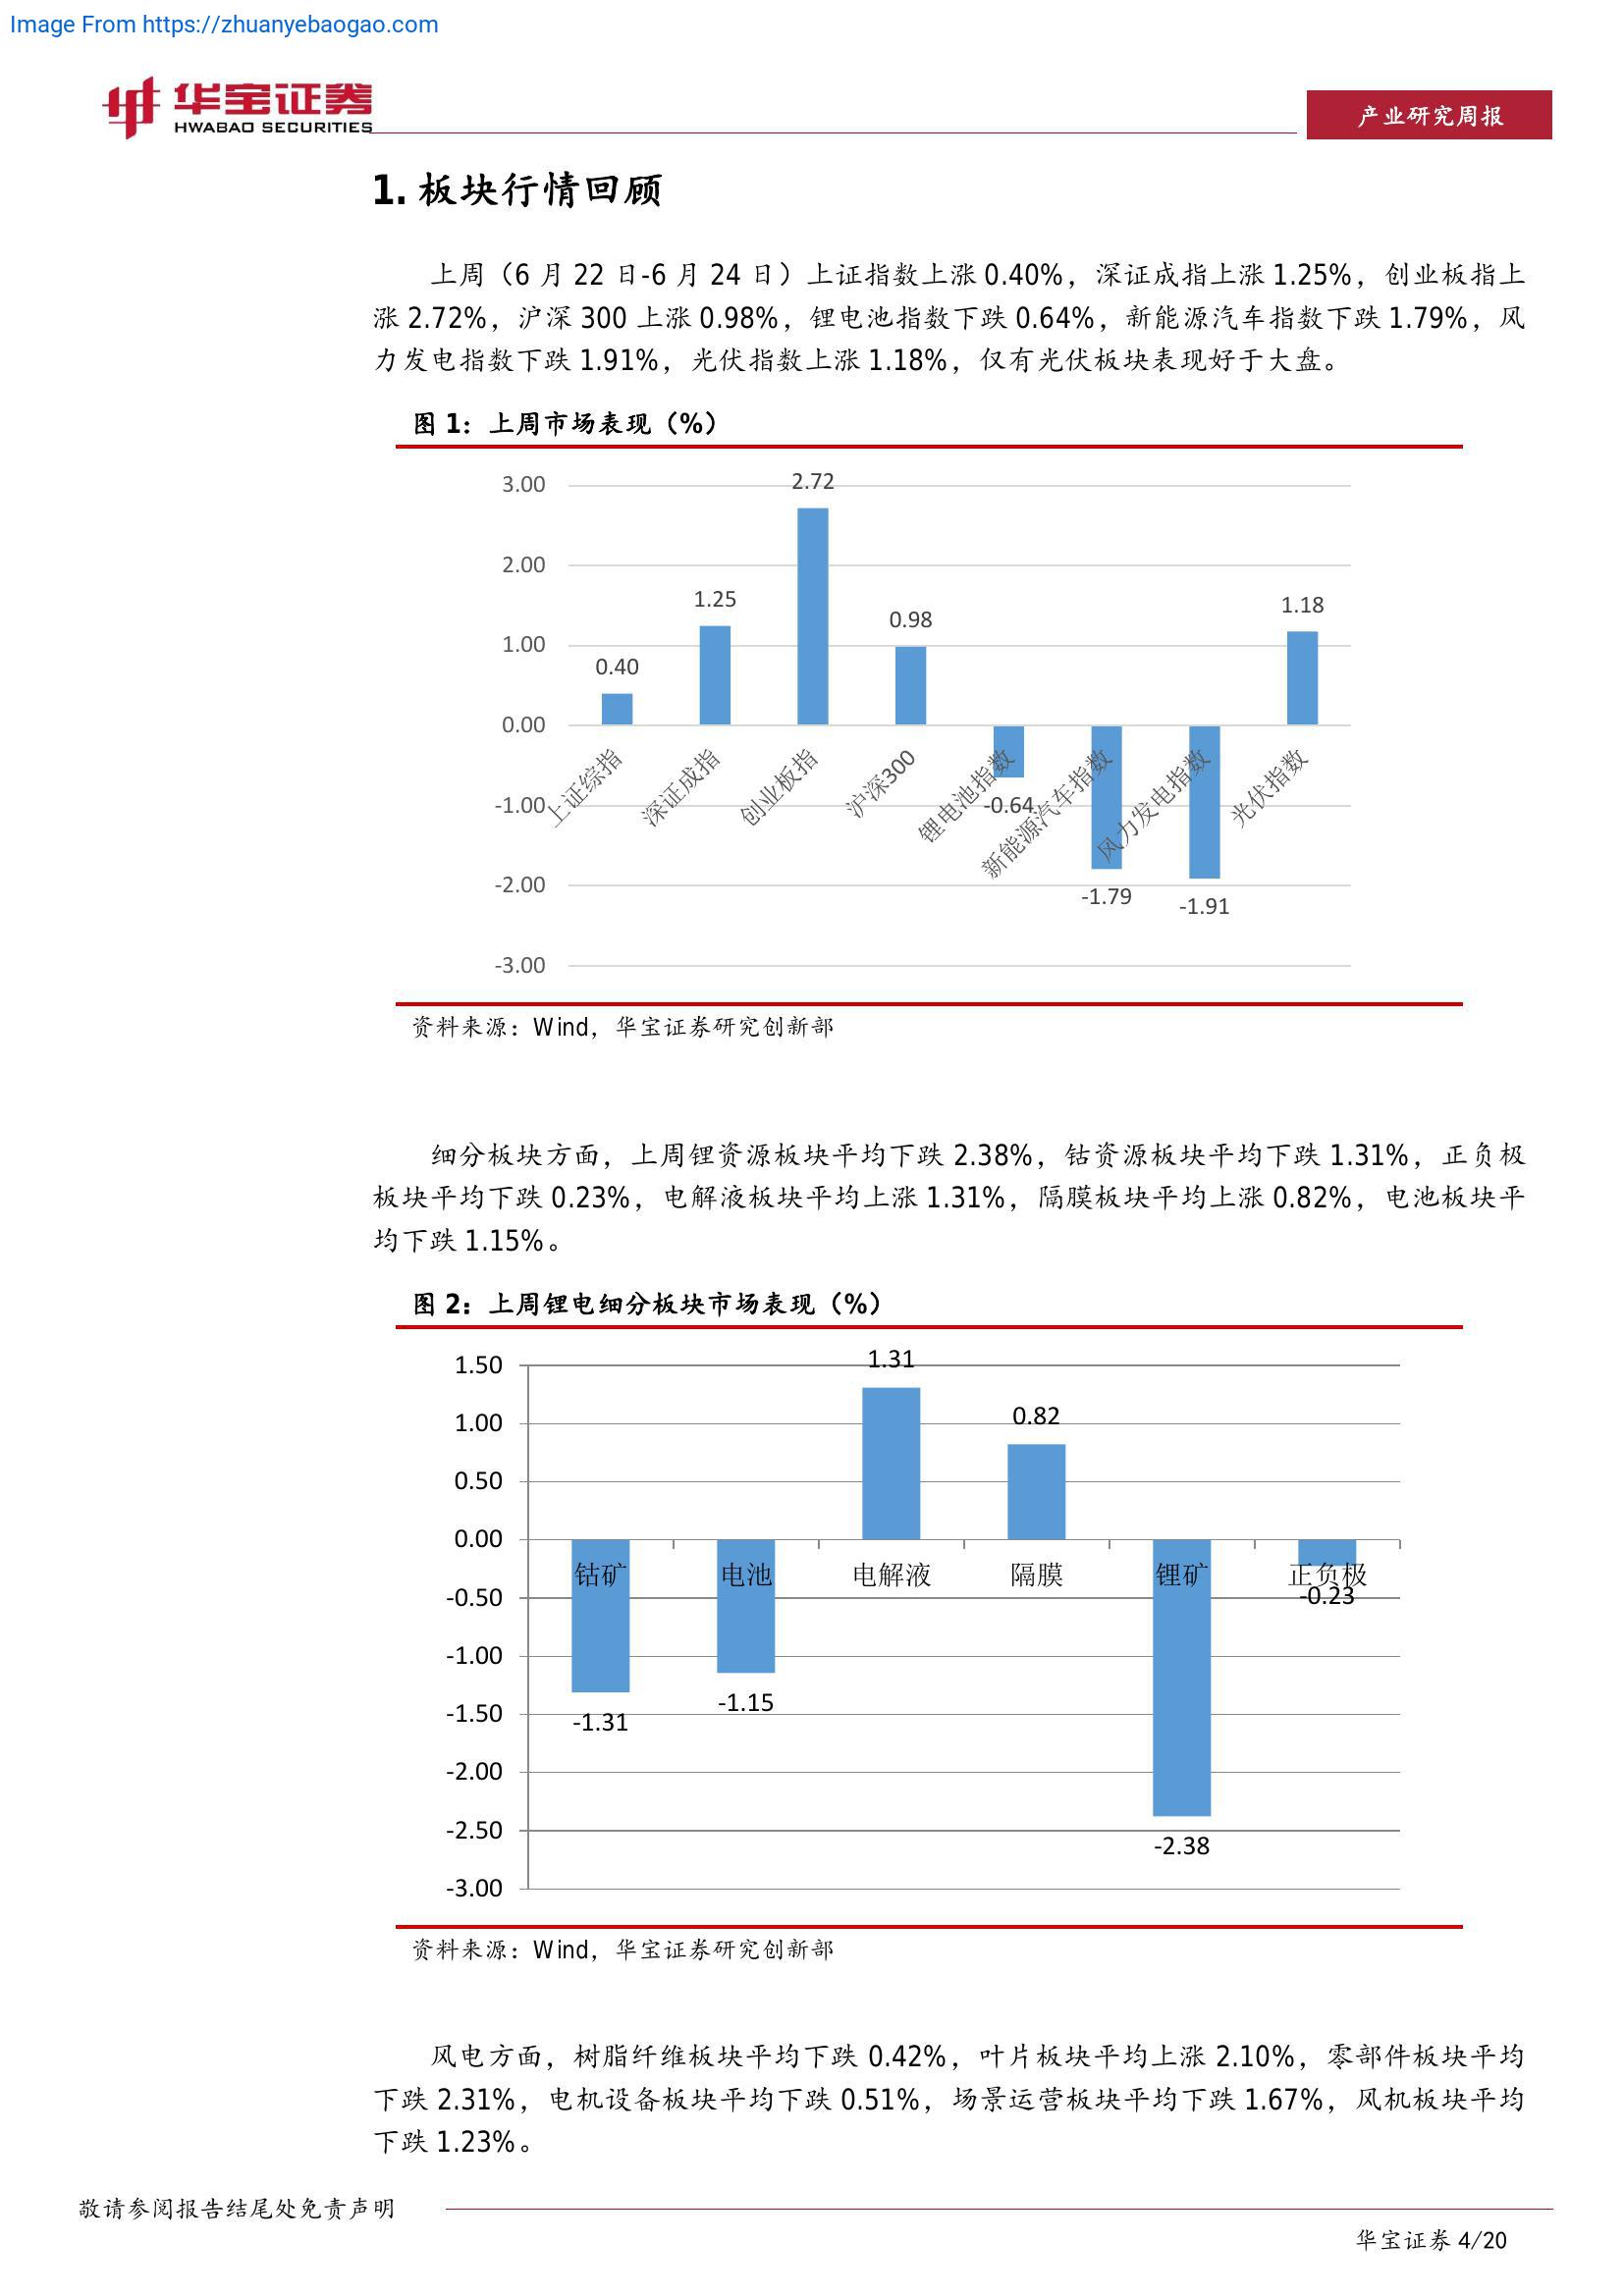 Image From https://zhuanyebaogao.com
华宝证券
HWABAO SECURITIES
产业研究周报
1. 板块行情回顾
上周（6 月 22 日-6 月 24 日）上证指数上涨 0.40%，深证成指上涨 1.25%，创业板指上
涨 2.72%，沪深 300 上涨 0.98%，锂电池指数下跌 0.64%，新能源汽车指数下跌 1.79%，风
力发电指数下跌 1.91%，光伏指数上涨 1.18%，仅有光伏板块表现好于大盘。
图 1：上周市场表现（%）
3.00
2.00
1.00
0.00
-1.00
-2.00
-3.00
0.40
1.25
2.72
0.98
-0.64
-1.79
-1.91
1.18
上证综指
深证成指
创业板指
沪深300
锂电池指数
新能源汽车指数
风力发电指数
光伏指数
资料来源：Wind，华宝证券研究创新部
细分板块方面，上周锂资源板块平均下跌 2.38%，钴资源板块平均下跌 1.31%，正负极
板块平均下跌 0.23%，电解液板块平均上涨 1.31%，隔膜板块平均上涨 0.82%，电池板块平
均下跌 1.15%。
图 2：上周锂电细分板块市场表现（%）
1.50
1.00
0.50
0.00
-0.50
-1.00
-1.50
-2.00
-2.50
-3.00
-1.31
-1.15
1.31
0.82
-2.38
-0.23
钴矿
电池
电解液
隔膜
锂矿
正负极
资料来源：Wind，华宝证券研究创新部
风电方面，树脂纤维板块平均下跌 0.42%，叶片板块平均上涨 2.10%，零部件板块平均
下跌 2.31%，电机设备板块平均下跌 0.51%，场景运营板块平均下跌 1.67%，风机板块平均
下跌 1.23%。
敬请参阅报告结尾处免责声明
华宝证券 4/20